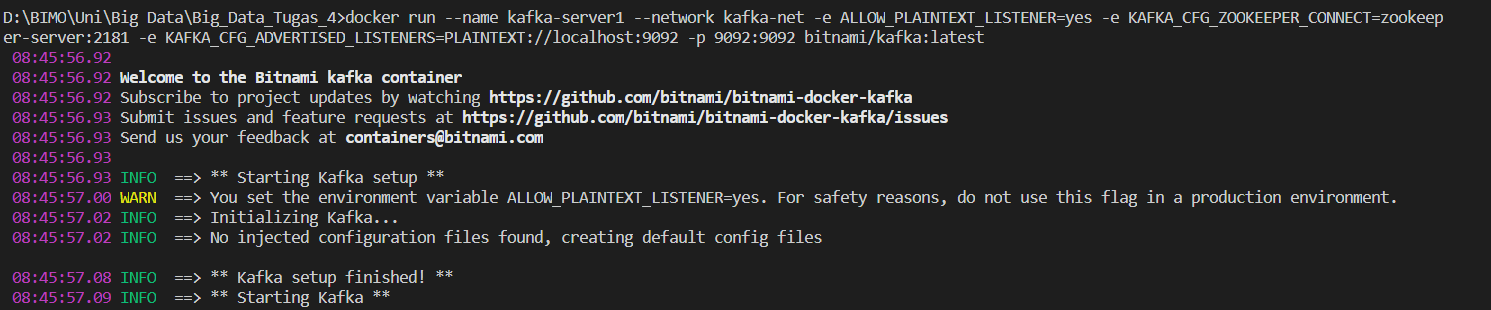 D:\BIMO\Uni\Big Data\Big_Data_Tugas_4>docker run --name kafka-server1 --network kafka-net -e ALLOW_PLAINTEXT_LISTENER=yes -e KAFKA_CFG_ZOOKEEPER_CONNECT=zookeep
er-server:2181 -e KAFKA_CFG_ADVERTISED_LISTENERS=PLAINTEXT://localhost:9092 -p 9092:9092 bitnami/kafka:latest
08:45:56.92
08:45:56.92 Welcome to the Bitnami kafka container
08:45:56.92 Subscribe to project updates by watching https://github.com/bitnami/bitnami-docker-kafka
08:45:56.93 Submit issues and feature requests at https://github.com/bitnami/bitnami-docker-kafka/issues
08:45:56.93 Send us your feedback at containers@bitnami.com
08:45:56.93
08:45:56.93 INFO  ==> ** Starting Kafka setup **
08:45:57.00 WARN  ==> You set the environment variable ALLOW_PLAINTEXT_LISTENER=yes. For safety reasons, do not use this flag in a production environment.
08:45:57.02 INFO  ==> Initializing Kafka...
08:45:57.02 INFO  ==> No injected configuration files found, creating default config files
08:45:57.08 INFO  ==> ** Kafka setup finished! **
08:45:57.09 INFO  ==> ** Starting Kafka **